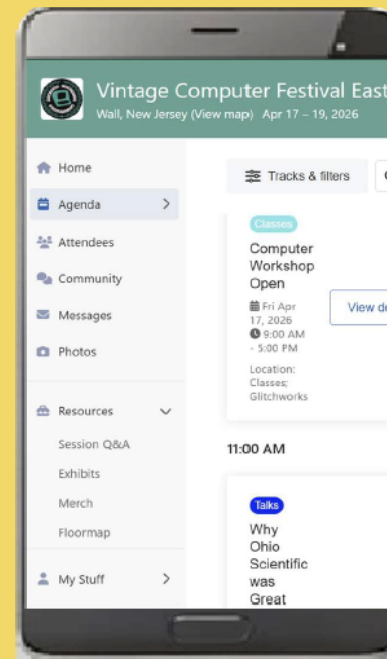 Vintage Computer Festival East
Wall, New Jersey (View map) Apr 17 – 19, 2026
Home
Agenda
Attendees
Community
Messages
Photos
Resources
Session Q&A
Exhibits
Merch
Floormap
My Stuff
Tracks & filters
Classes
Computer
Workshop
Open
Fri Apr
17, 2026
9:00 AM
- 5:00 PM
View de
Location:
Classes;
Glitchworks
11:00 AM
Talks
Why
Ohio
Scientific
was
Great